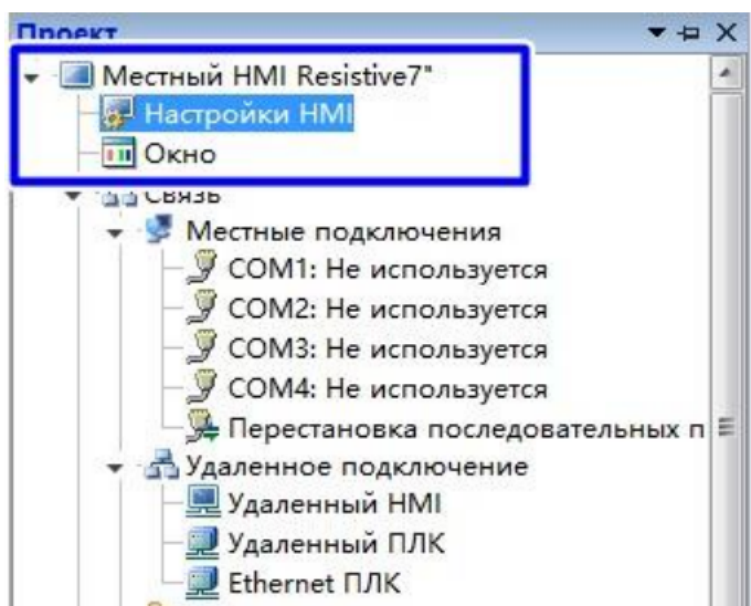 Проект
Местный HMI Resistive7"
Настройки HMI
Окно
Связь
Местные подключения
COM1: Не используется
COM2: Не используется
COM3: Не используется
COM4: Не используется
Перестановка последовательных п
Удаленное подключение
Удаленный HMI
Удаленный ПЛК
Ethernet ПЛК